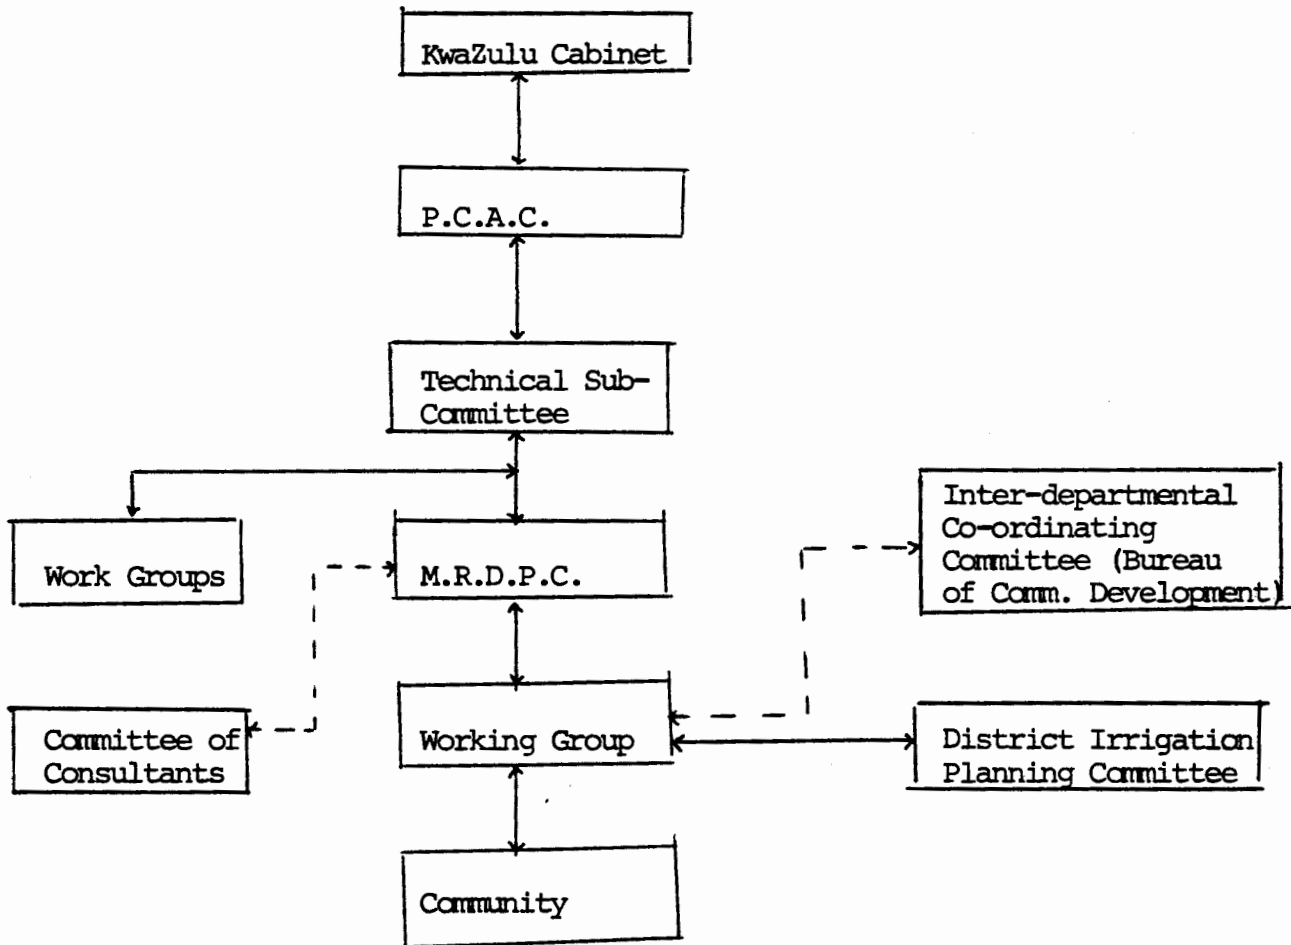 KwaZulu Cabinet
P.C.A.C.
Technical Sub-
Committee
Work Groups
M.R.D.P.C.
Inter-departmental
Co-ordinating
Committee (Bureau
of Comm. Development)
Committee of
Consultants
Working Group
District Irrigation
Planning Committee
Community